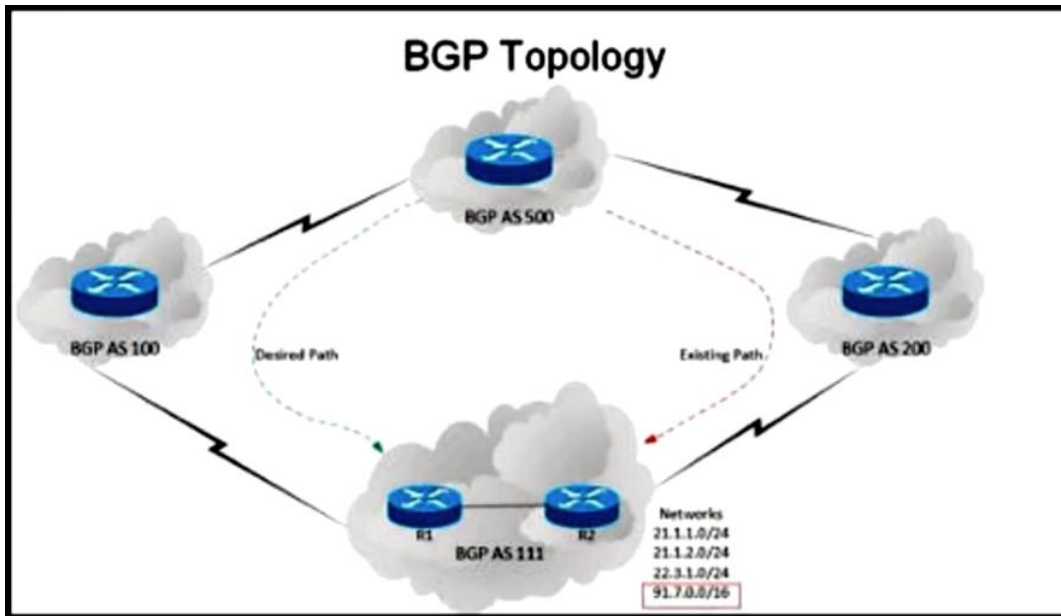 BGP Topology
BGP AS 500
BGP AS 100
BGP AS 200
Desired Path
Existing Path
R1
R2
BGP AS 111
Networks
21.1.1.0/24
21.1.2.0/24
22.3.1.0/24
91.7.0.0/16